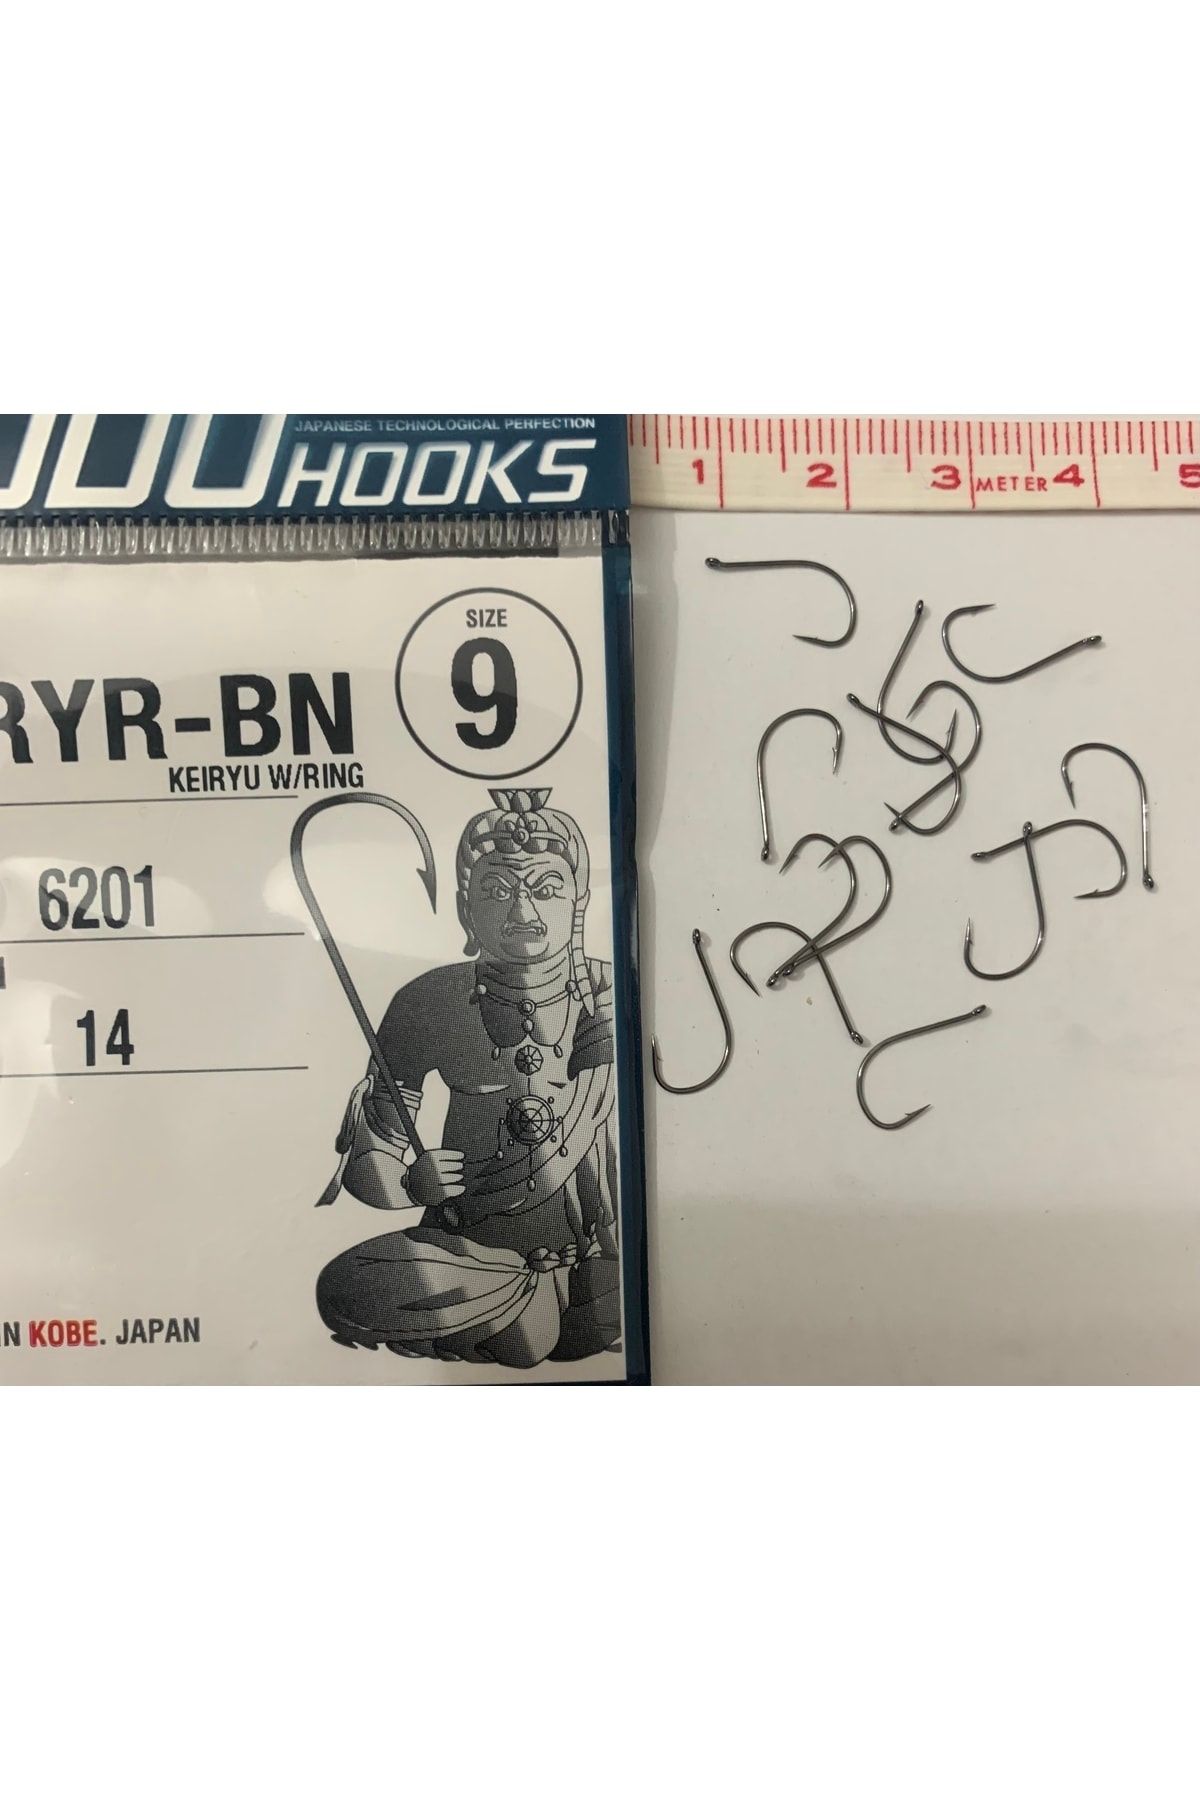 JAPANESE TECHNOLOGICAL PERFECTION
HOOKS
1 2 3 METER 4 5
SIZE
9
RYR-BN
KEIRYU W/RING
6201
14
IN KOBE. JAPAN